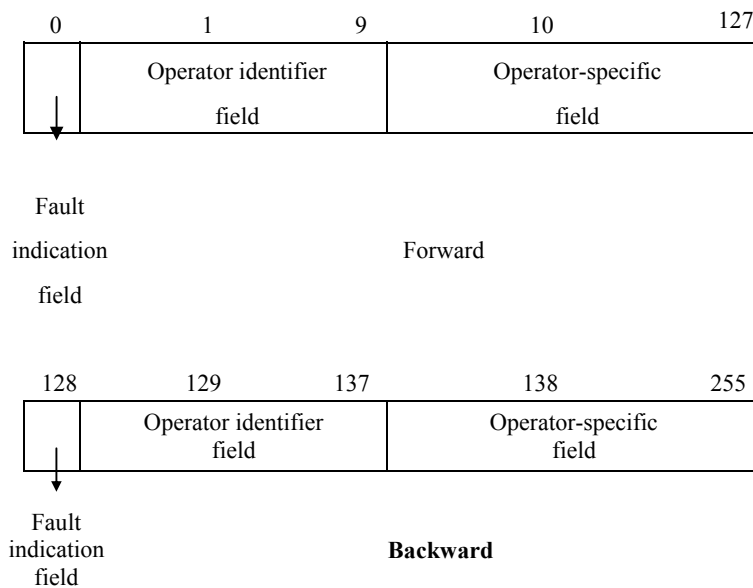 0 1 9 10 127
Operator identifier field
Operator-specific field
Fault indication field
Forward
128 129 137 138 255
Operator identifier field
Operator-specific field
Fault indication field
Backward